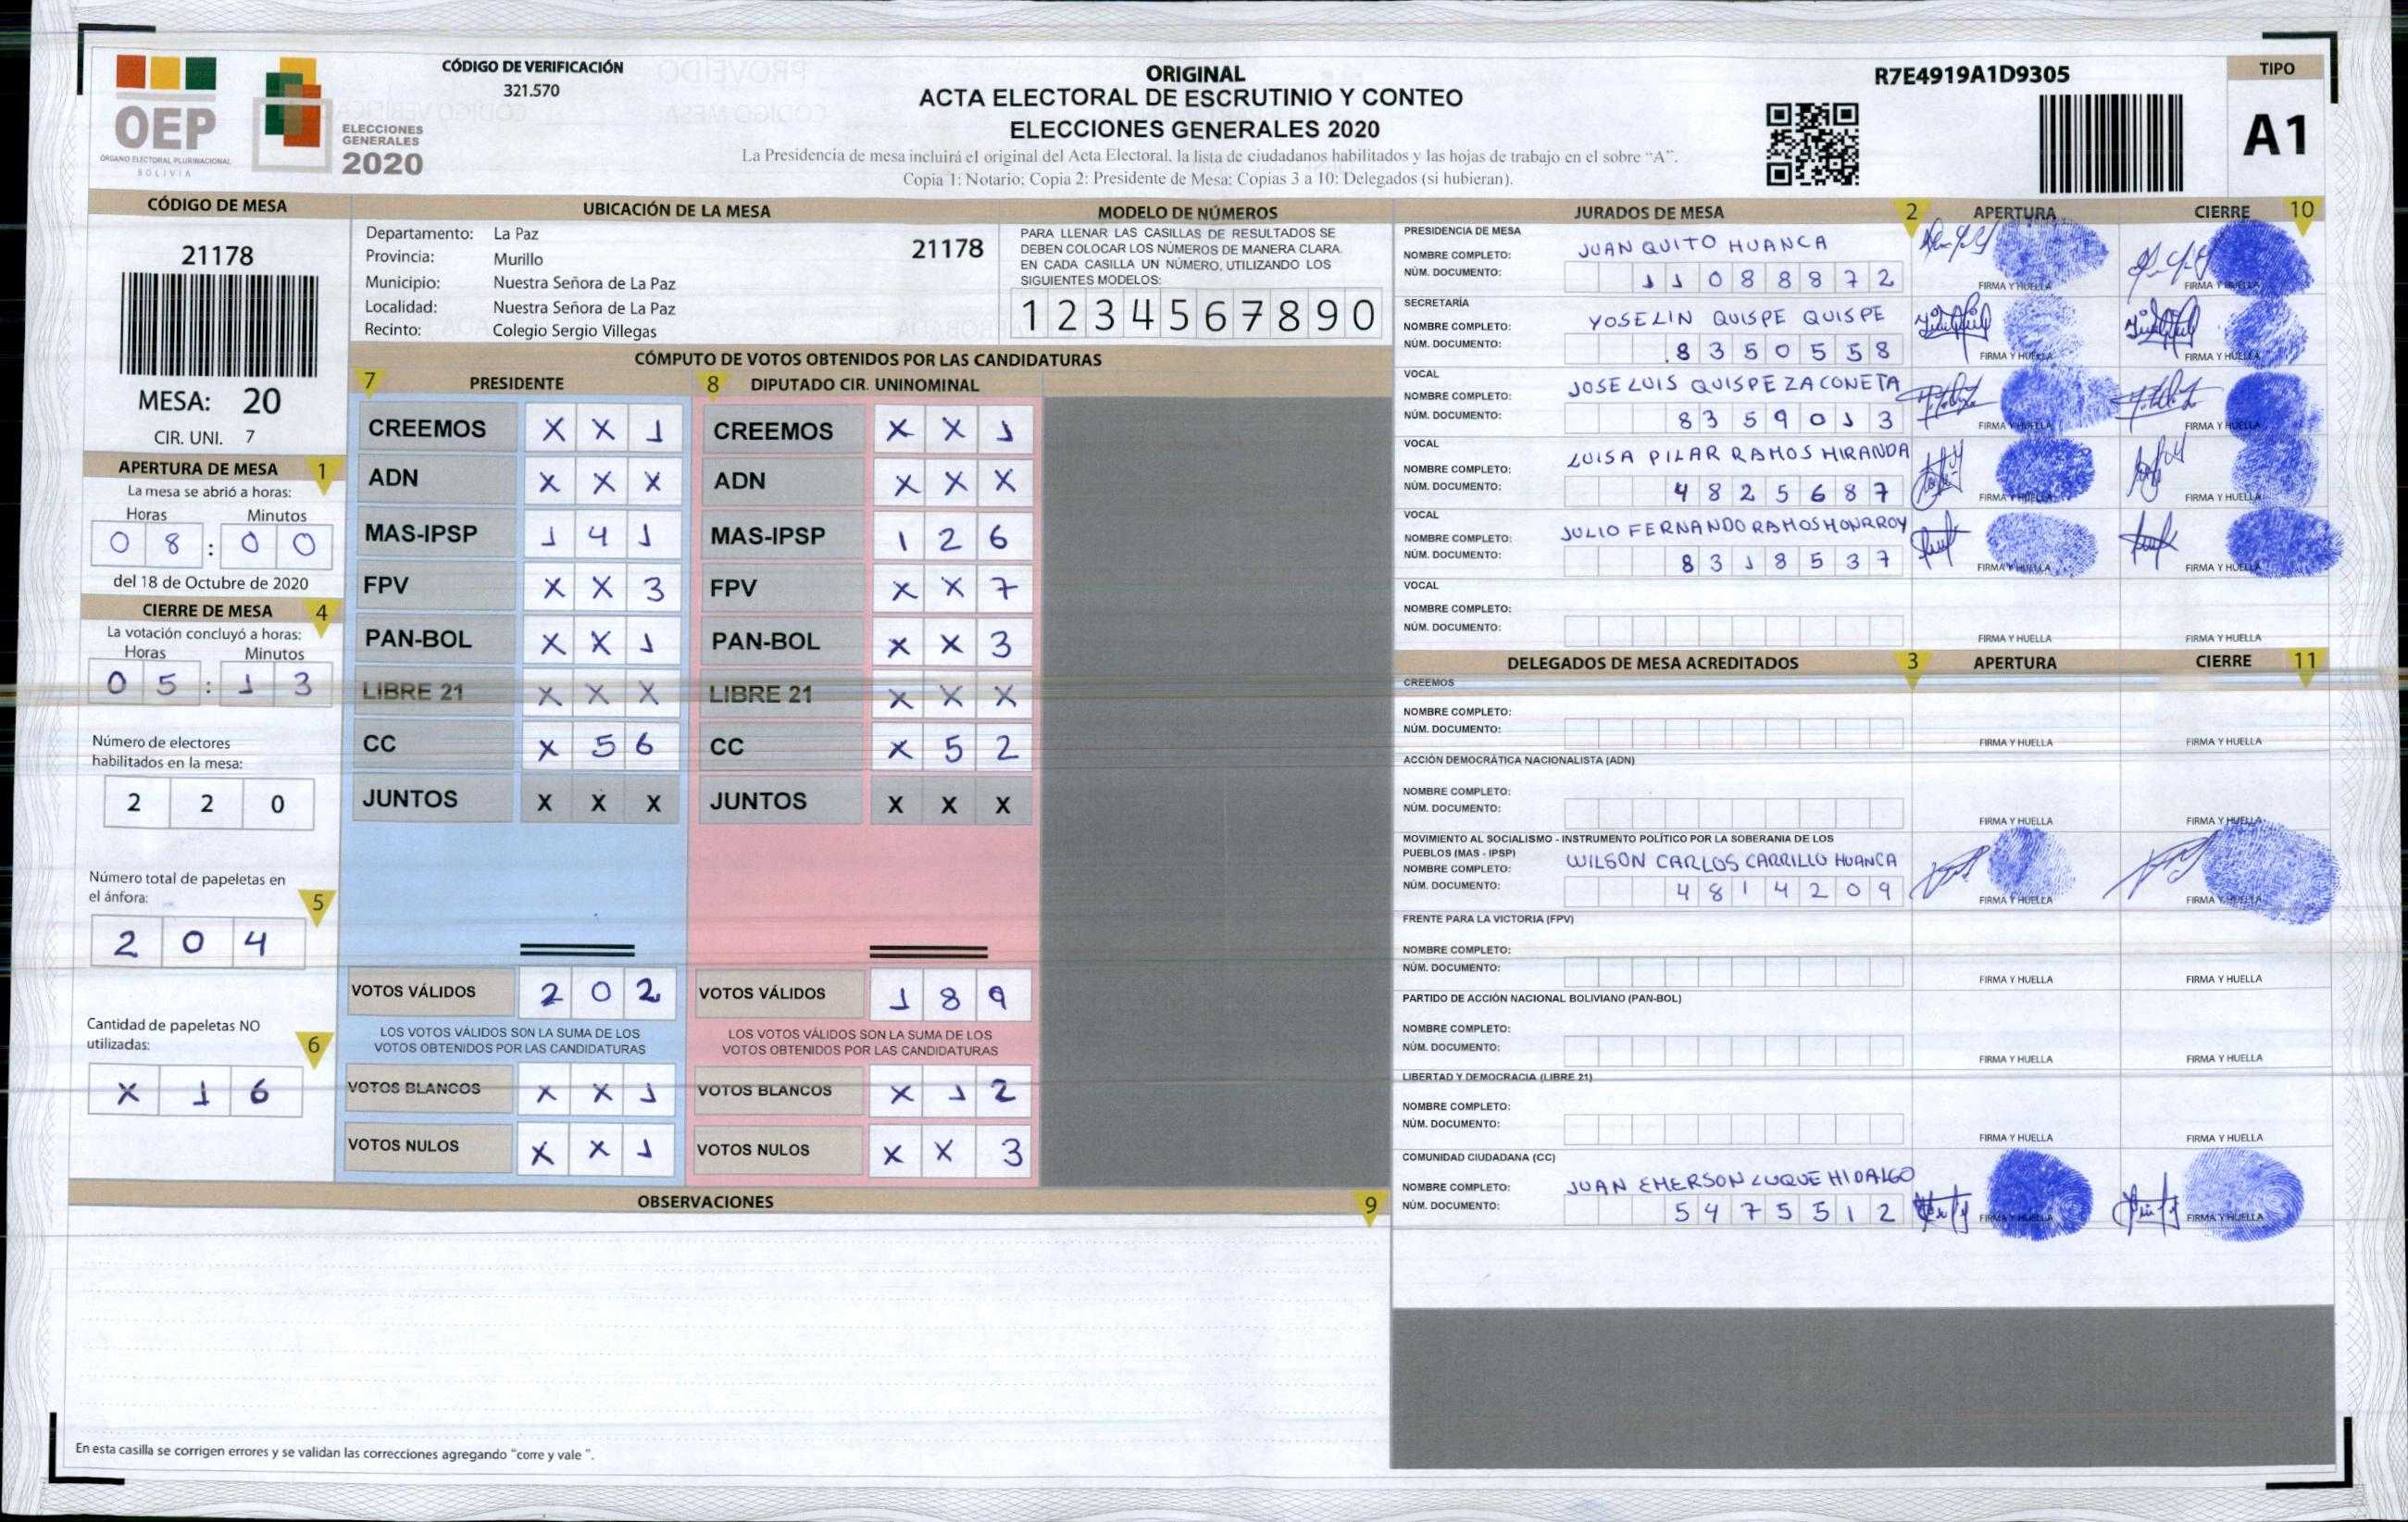 CÓDIGO DE VERIFICACIÓN
321.570
OEP
ÓRGANO ELECTORAL PLURINACIONAL
BOLIVIA
ELECCIONES
GENERALES
2020
ORIGINAL
ACTA ELECTORAL DE ESCRUTINIO Y CONTEO
ELECCIONES GENERALES 2020
La Presidencia de mesa incluirá el original del Acta Electoral, la lista de ciudadanos habilitados y las hojas de trabajo en el sobre “A”.
Copia 1: Notario; Copia 2: Presidente de Mesa; Copias 3 a 10: Delegados (si hubieran).
R7E4919A1D9305
TIPO
A1
CÓDIGO DE MESA
21178
MESA: 20
CIR. UNI. 7
APERTURA DE MESA 1
La mesa se abrió a horas:
Horas Minutos
0 8 : 0 0
del 18 de Octubre de 2020
CIERRE DE MESA 4
La votación concluyó a horas:
Horas Minutos
0 5 : 1 3
Número de electores
habilitados en la mesa:
2 2 0
Número total de papeletas en
el ánfora: 5
2 0 4
Cantidad de papeletas NO
utilizadas: 6
X 1 6
UBICACIÓN DE LA MESA
Departamento: La Paz
21178
Provincia: Murillo
Municipio: Nuestra Señora de La Paz
Localidad: Nuestra Señora de La Paz
Recinto: Colegio Sergio Villegas
MODELO DE NÚMEROS
PARA LLENAR LAS CASILLAS DE RESULTADOS SE
DEBEN COLOCAR LOS NÚMEROS DE MANERA CLARA.
EN CADA CASILLA UN NÚMERO, UTILIZANDO LOS
SIGUIENTES MODELOS:
1 2 3 4 5 6 7 8 9 0
CÓMPUTO DE VOTOS OBTENIDOS POR LAS CANDIDATURAS
7 PRESIDENTE 8 DIPUTADO CIR. UNINOMINAL
CREEMOS X X 1 CREEMOS X X 1
ADN X X X ADN X X X
MAS-IPSP 1 4 1 MAS-IPSP 1 2 6
FPV X X 3 FPV X X 7
PAN-BOL X X 1 PAN-BOL X X 3
LIBRE 21 X X X LIBRE 21 X X X
CC X 5 6 CC X 5 2
JUNTOS X X X JUNTOS X X X
VOTOS VÁLIDOS 2 0 2 VOTOS VÁLIDOS 1 8 9
LOS VOTOS VÁLIDOS SON LA SUMA DE LOS LOS VOTOS VÁLIDOS SON LA SUMA DE LOS
VOTOS OBTENIDOS POR LAS CANDIDATURAS VOTOS OBTENIDOS POR LAS CANDIDATURAS
VOTOS BLANCOS X X 1 VOTOS BLANCOS X 1 2
VOTOS NULOS X X 1 VOTOS NULOS X X 3
OBSERVACIONES 9
En esta casilla se corrigen errores y se validan las correcciones agregando “corre y vale ”.
JURADOS DE MESA 2 APERTURA CIERRE 10
PRESIDENCIA DE MESA
NOMBRE COMPLETO: JUAN QUITO HUANCA
NÚM. DOCUMENTO: 1 1 0 8 8 8 7 2
FIRMA Y HUELLA FIRMA Y HUELLA
SECRETARÍA
NOMBRE COMPLETO: YOSELIN QUISPE QUISPE
NÚM. DOCUMENTO: 8 3 5 0 5 5 8
FIRMA Y HUELLA FIRMA Y HUELLA
VOCAL
NOMBRE COMPLETO: JOSE LUIS QUISPE ZACONETA
NÚM. DOCUMENTO: 8 3 5 9 0 1 3
FIRMA Y HUELLA FIRMA Y HUELLA
VOCAL
NOMBRE COMPLETO: LUISA PILAR RAMOS MIRANDA
NÚM. DOCUMENTO: 4 8 2 5 6 8 7
FIRMA Y HUELLA FIRMA Y HUELLA
VOCAL
NOMBRE COMPLETO: JULIO FERNANDO RAMOS MONRROY
NÚM. DOCUMENTO: 8 3 1 8 5 3 7
FIRMA Y HUELLA FIRMA Y HUELLA
VOCAL
NOMBRE COMPLETO:
NÚM. DOCUMENTO:
FIRMA Y HUELLA FIRMA Y HUELLA
DELEGADOS DE MESA ACREDITADOS 3 APERTURA CIERRE 11
CREEMOS
NOMBRE COMPLETO:
NÚM. DOCUMENTO:
FIRMA Y HUELLA FIRMA Y HUELLA
ACCIÓN DEMOCRÁTICA NACIONALISTA (ADN)
NOMBRE COMPLETO:
NÚM. DOCUMENTO:
FIRMA Y HUELLA FIRMA Y HUELLA
MOVIMIENTO AL SOCIALISMO - INSTRUMENTO POLÍTICO POR LA SOBERANIA DE LOS
PUEBLOS (MAS - IPSP)
NOMBRE COMPLETO: WILSON CARLOS CARRILLO HUANCA
NÚM. DOCUMENTO: 4 8 1 4 2 0 9
FIRMA Y HUELLA FIRMA Y HUELLA
FRENTE PARA LA VICTORIA (FPV)
NOMBRE COMPLETO:
NÚM. DOCUMENTO:
FIRMA Y HUELLA FIRMA Y HUELLA
PARTIDO DE ACCIÓN NACIONAL BOLIVIANO (PAN-BOL)
NOMBRE COMPLETO:
NÚM. DOCUMENTO:
FIRMA Y HUELLA FIRMA Y HUELLA
LIBERTAD Y DEMOCRACIA (LIBRE 21)
NOMBRE COMPLETO:
NÚM. DOCUMENTO:
FIRMA Y HUELLA FIRMA Y HUELLA
COMUNIDAD CIUDADANA (CC)
NOMBRE COMPLETO: JUAN EMERSON LUQUE HIDALGO
NÚM. DOCUMENTO: 5 4 7 5 5 1 2
FIRMA Y HUELLA FIRMA Y HUELLA